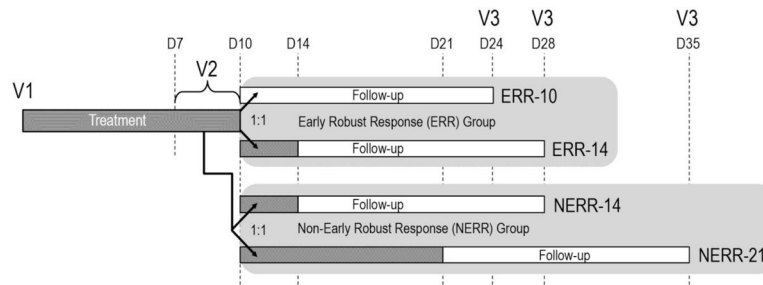 V3 V3 V3
D7 D10 D14 D21 D24 D28 D35
V2
V1
Follow-up ERR-10
Treatment
1:1 Early Robust Response (ERR) Group
Follow-up ERR-14
Follow-up NERR-14
1:1 Non-Early Robust Response (NERR) Group
Follow-up NERR-21